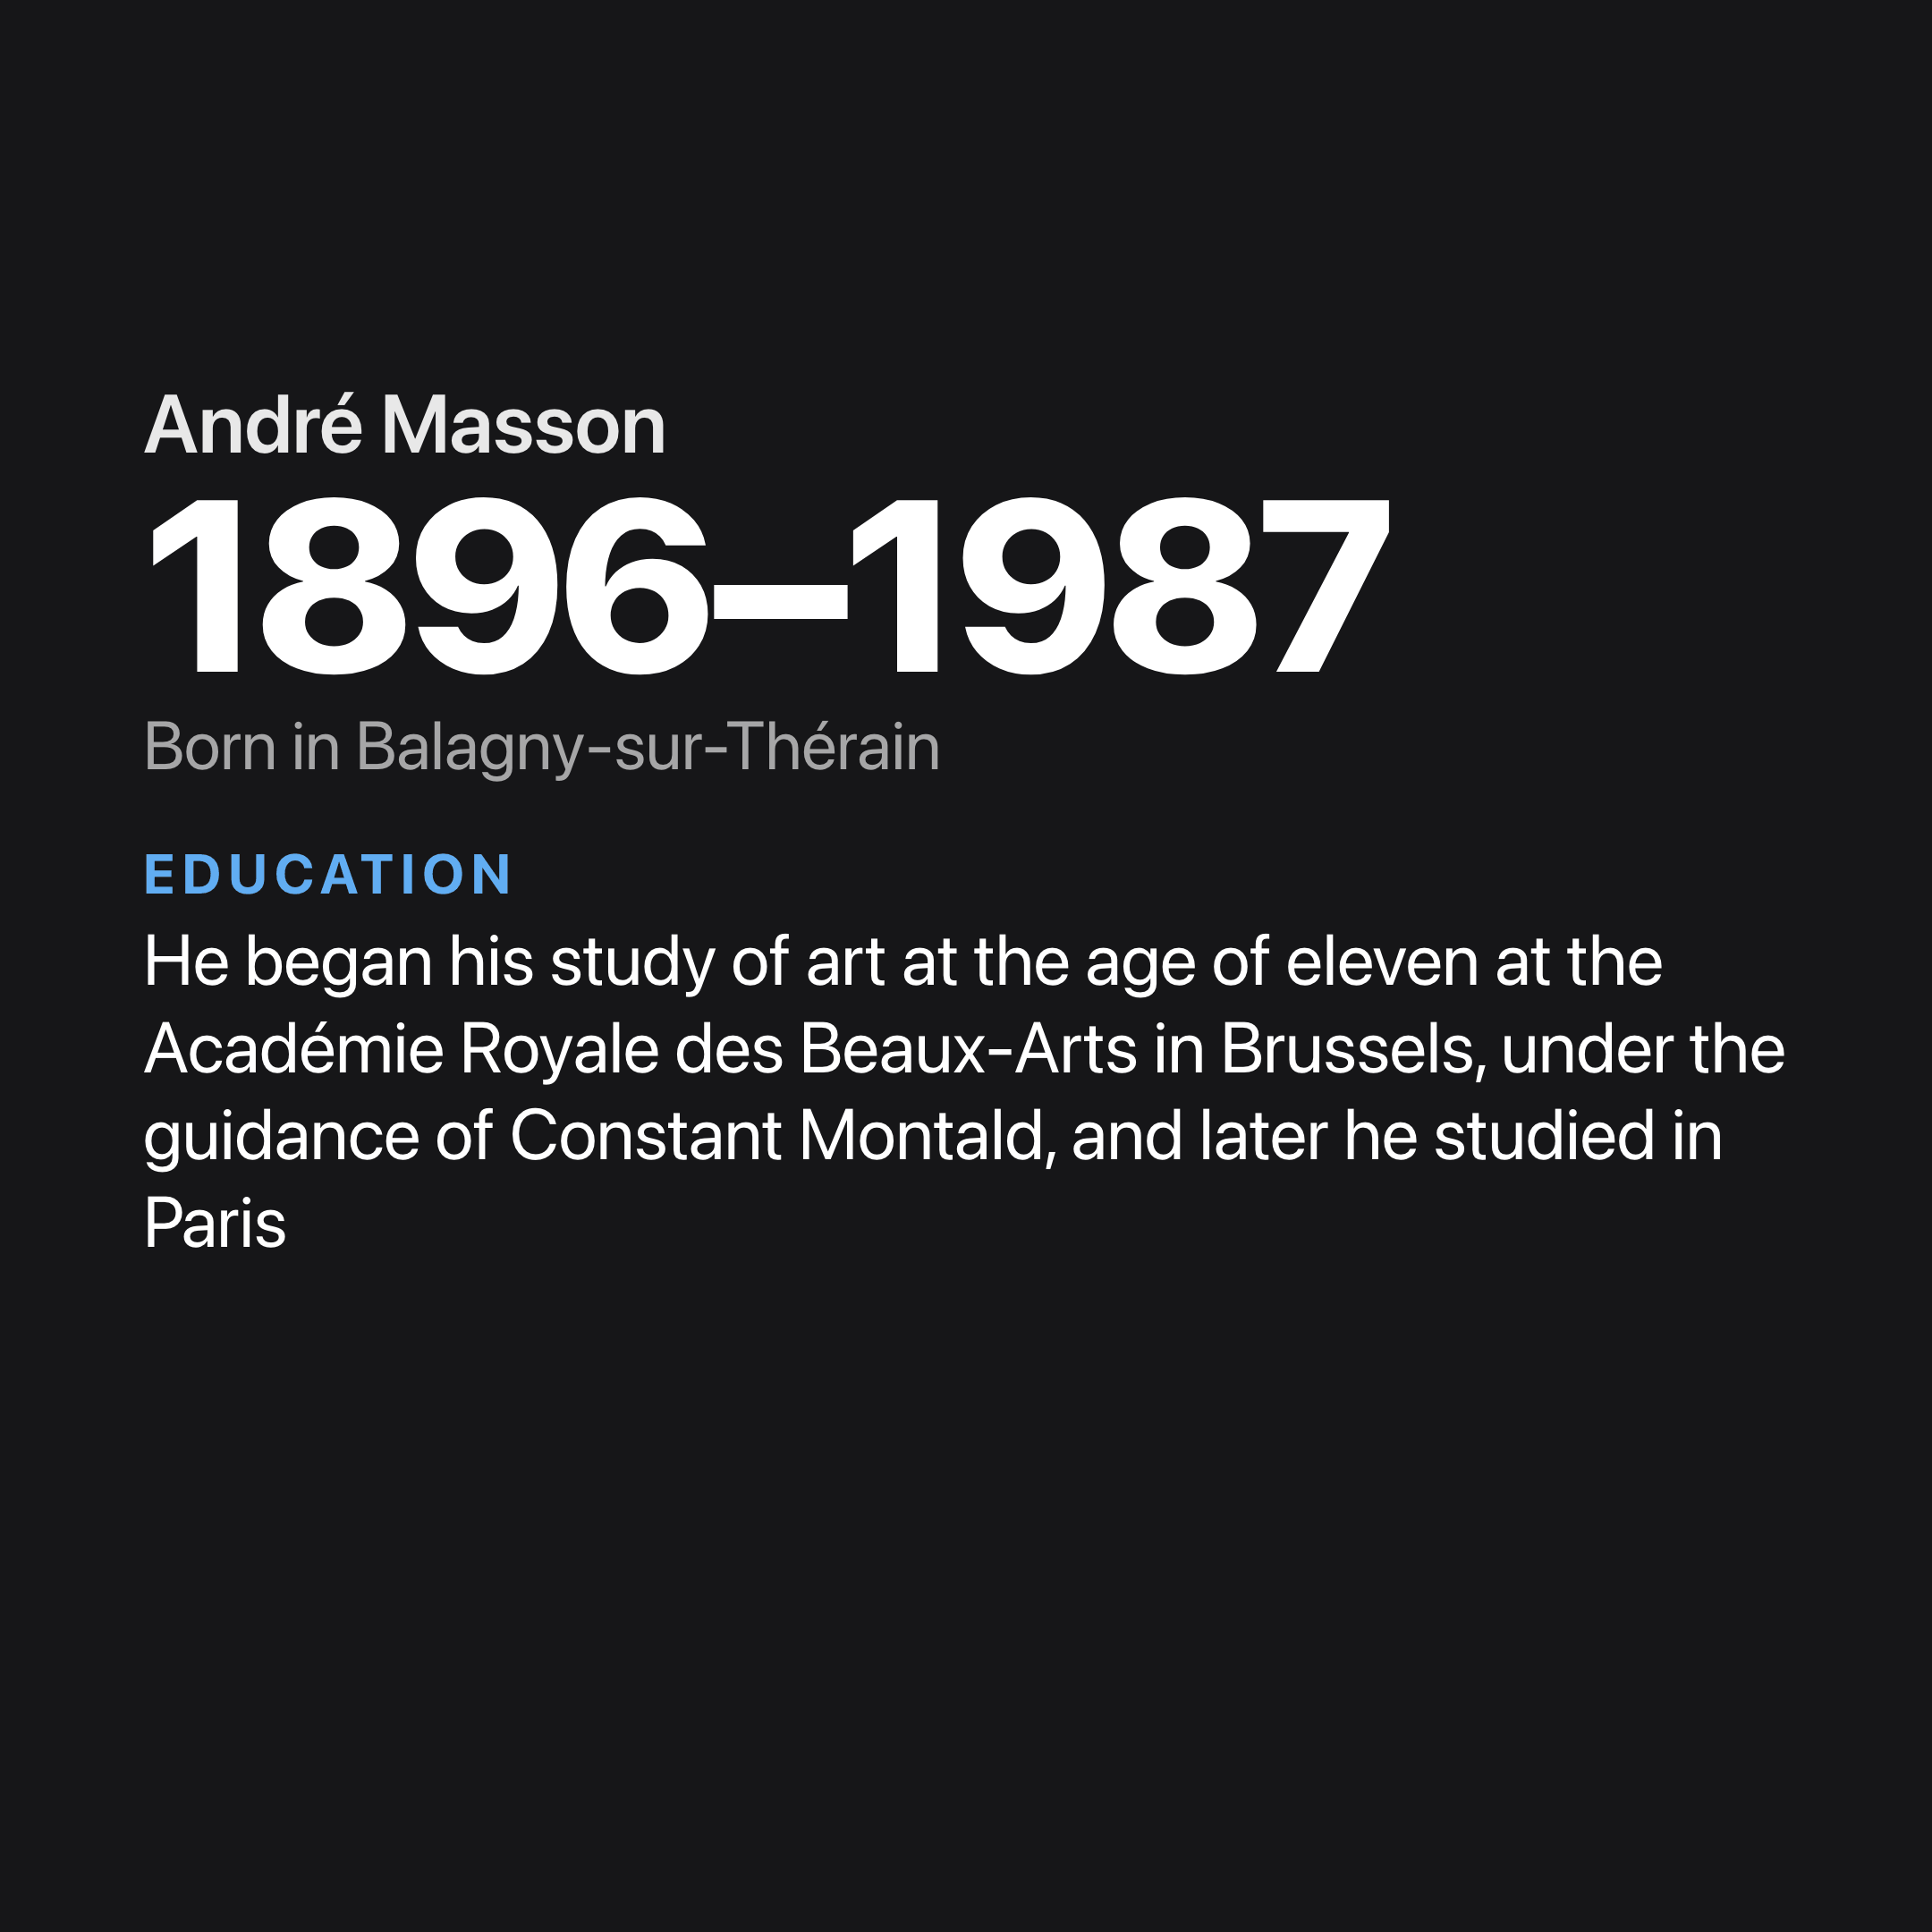 André Masson
1896–1987
Born in Balagny-sur-Thérain
EDUCATION
He began his study of art at the age of eleven at the
Académie Royale des Beaux-Arts in Brussels, under the
guidance of Constant Montald, and later he studied in
Paris